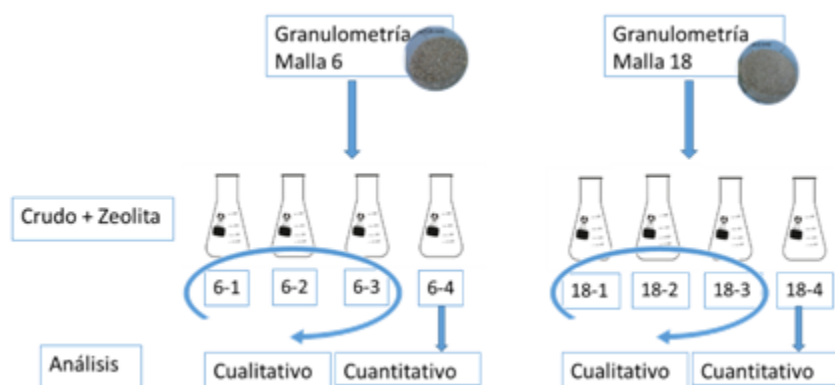 Granulometría
Malla 6
Granulometría
Malla 18
Crudo + Zeolita
6-1 6-2 6-3 6-4 18-1 18-2 18-3 18-4
Análisis Cualitativo Cuantitativo Cualitativo Cuantitativo